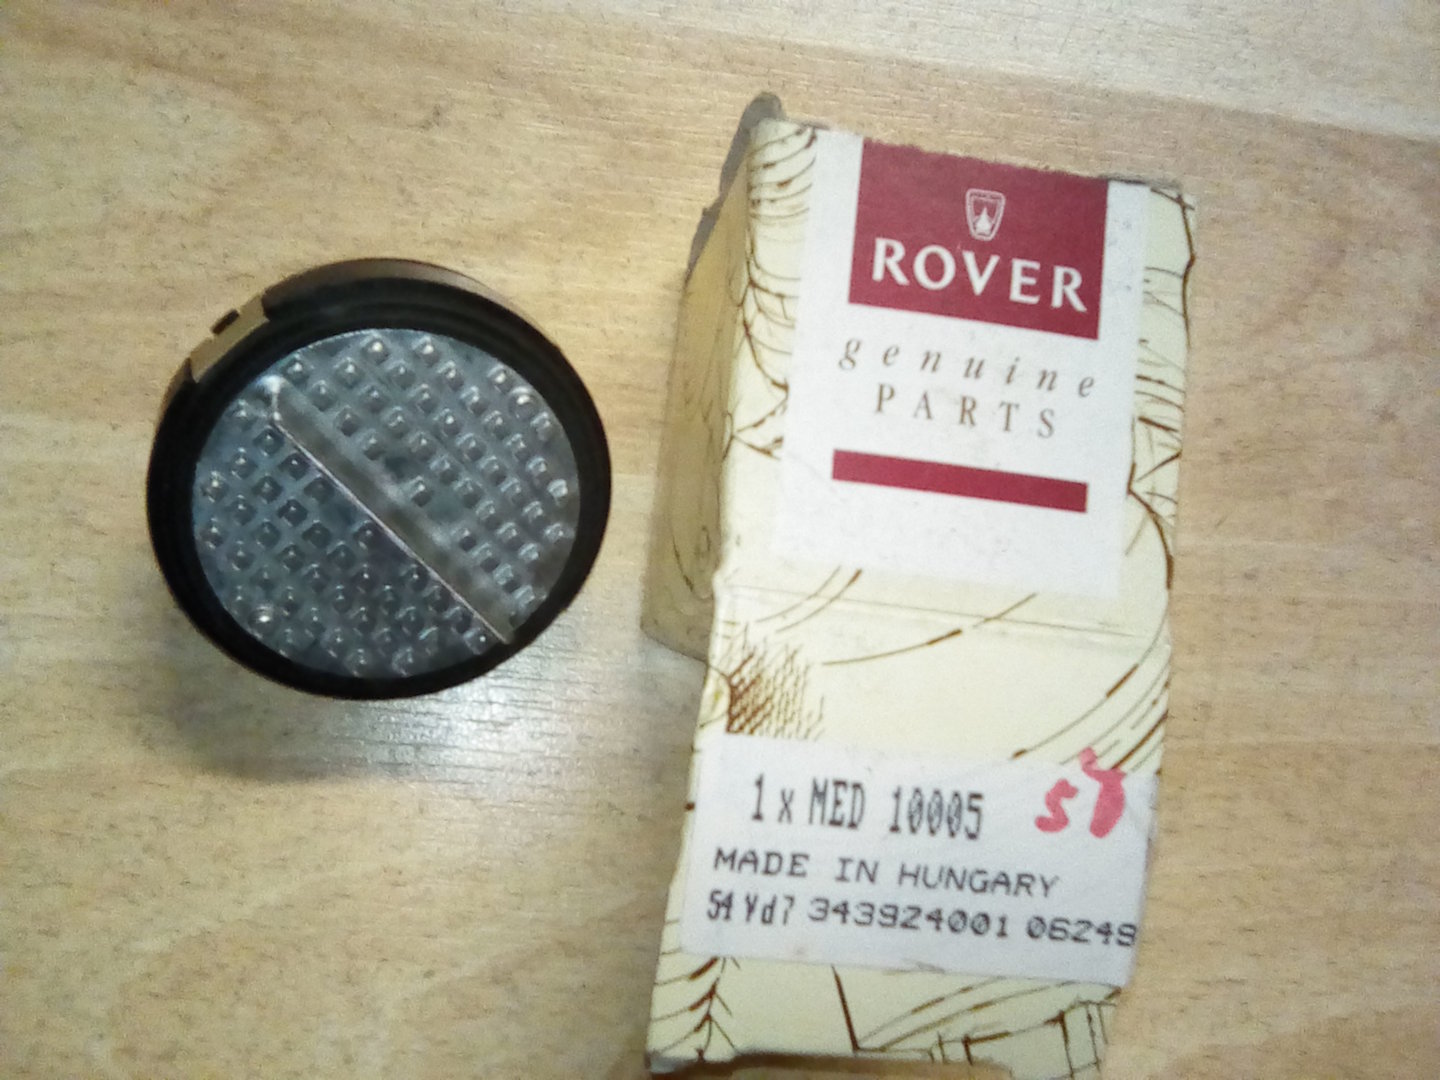 ROVER
genuine
PARTS
1 x MED 10005
MADE IN HUNGARY
54 Yd7 343924001 06249